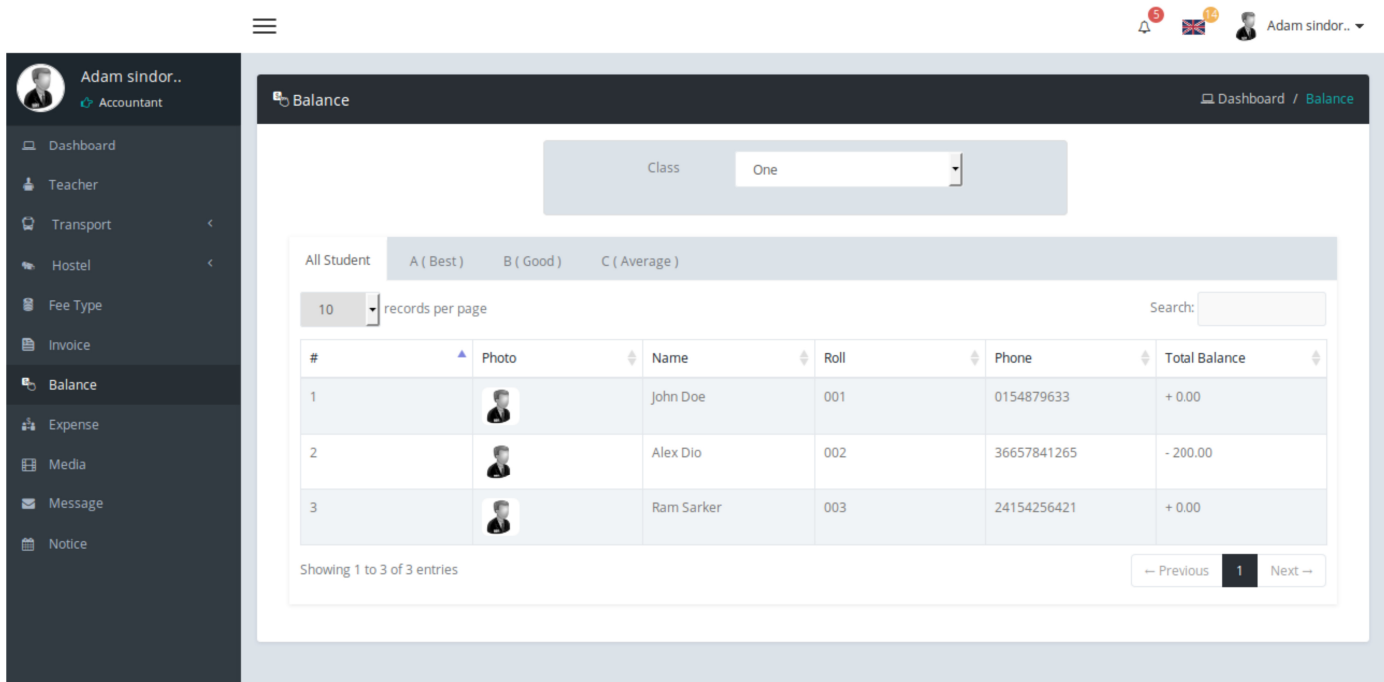 5
14
Adam sindor..
Adam sindor..
Accountant
Dashboard
Teacher
Transport
Hostel
Fee Type
Invoice
Balance
Expense
Media
Message
Notice
Balance
Dashboard / Balance
Class One
All Student A ( Best ) B ( Good ) C ( Average )
10 records per page Search:
# Photo Name Roll Phone Total Balance
1 John Doe 001 0154879633 + 0.00
2 Alex Dio 002 36657841265 - 200.00
3 Ram Sarker 003 24154256421 + 0.00
Showing 1 to 3 of 3 entries
← Previous 1 Next →